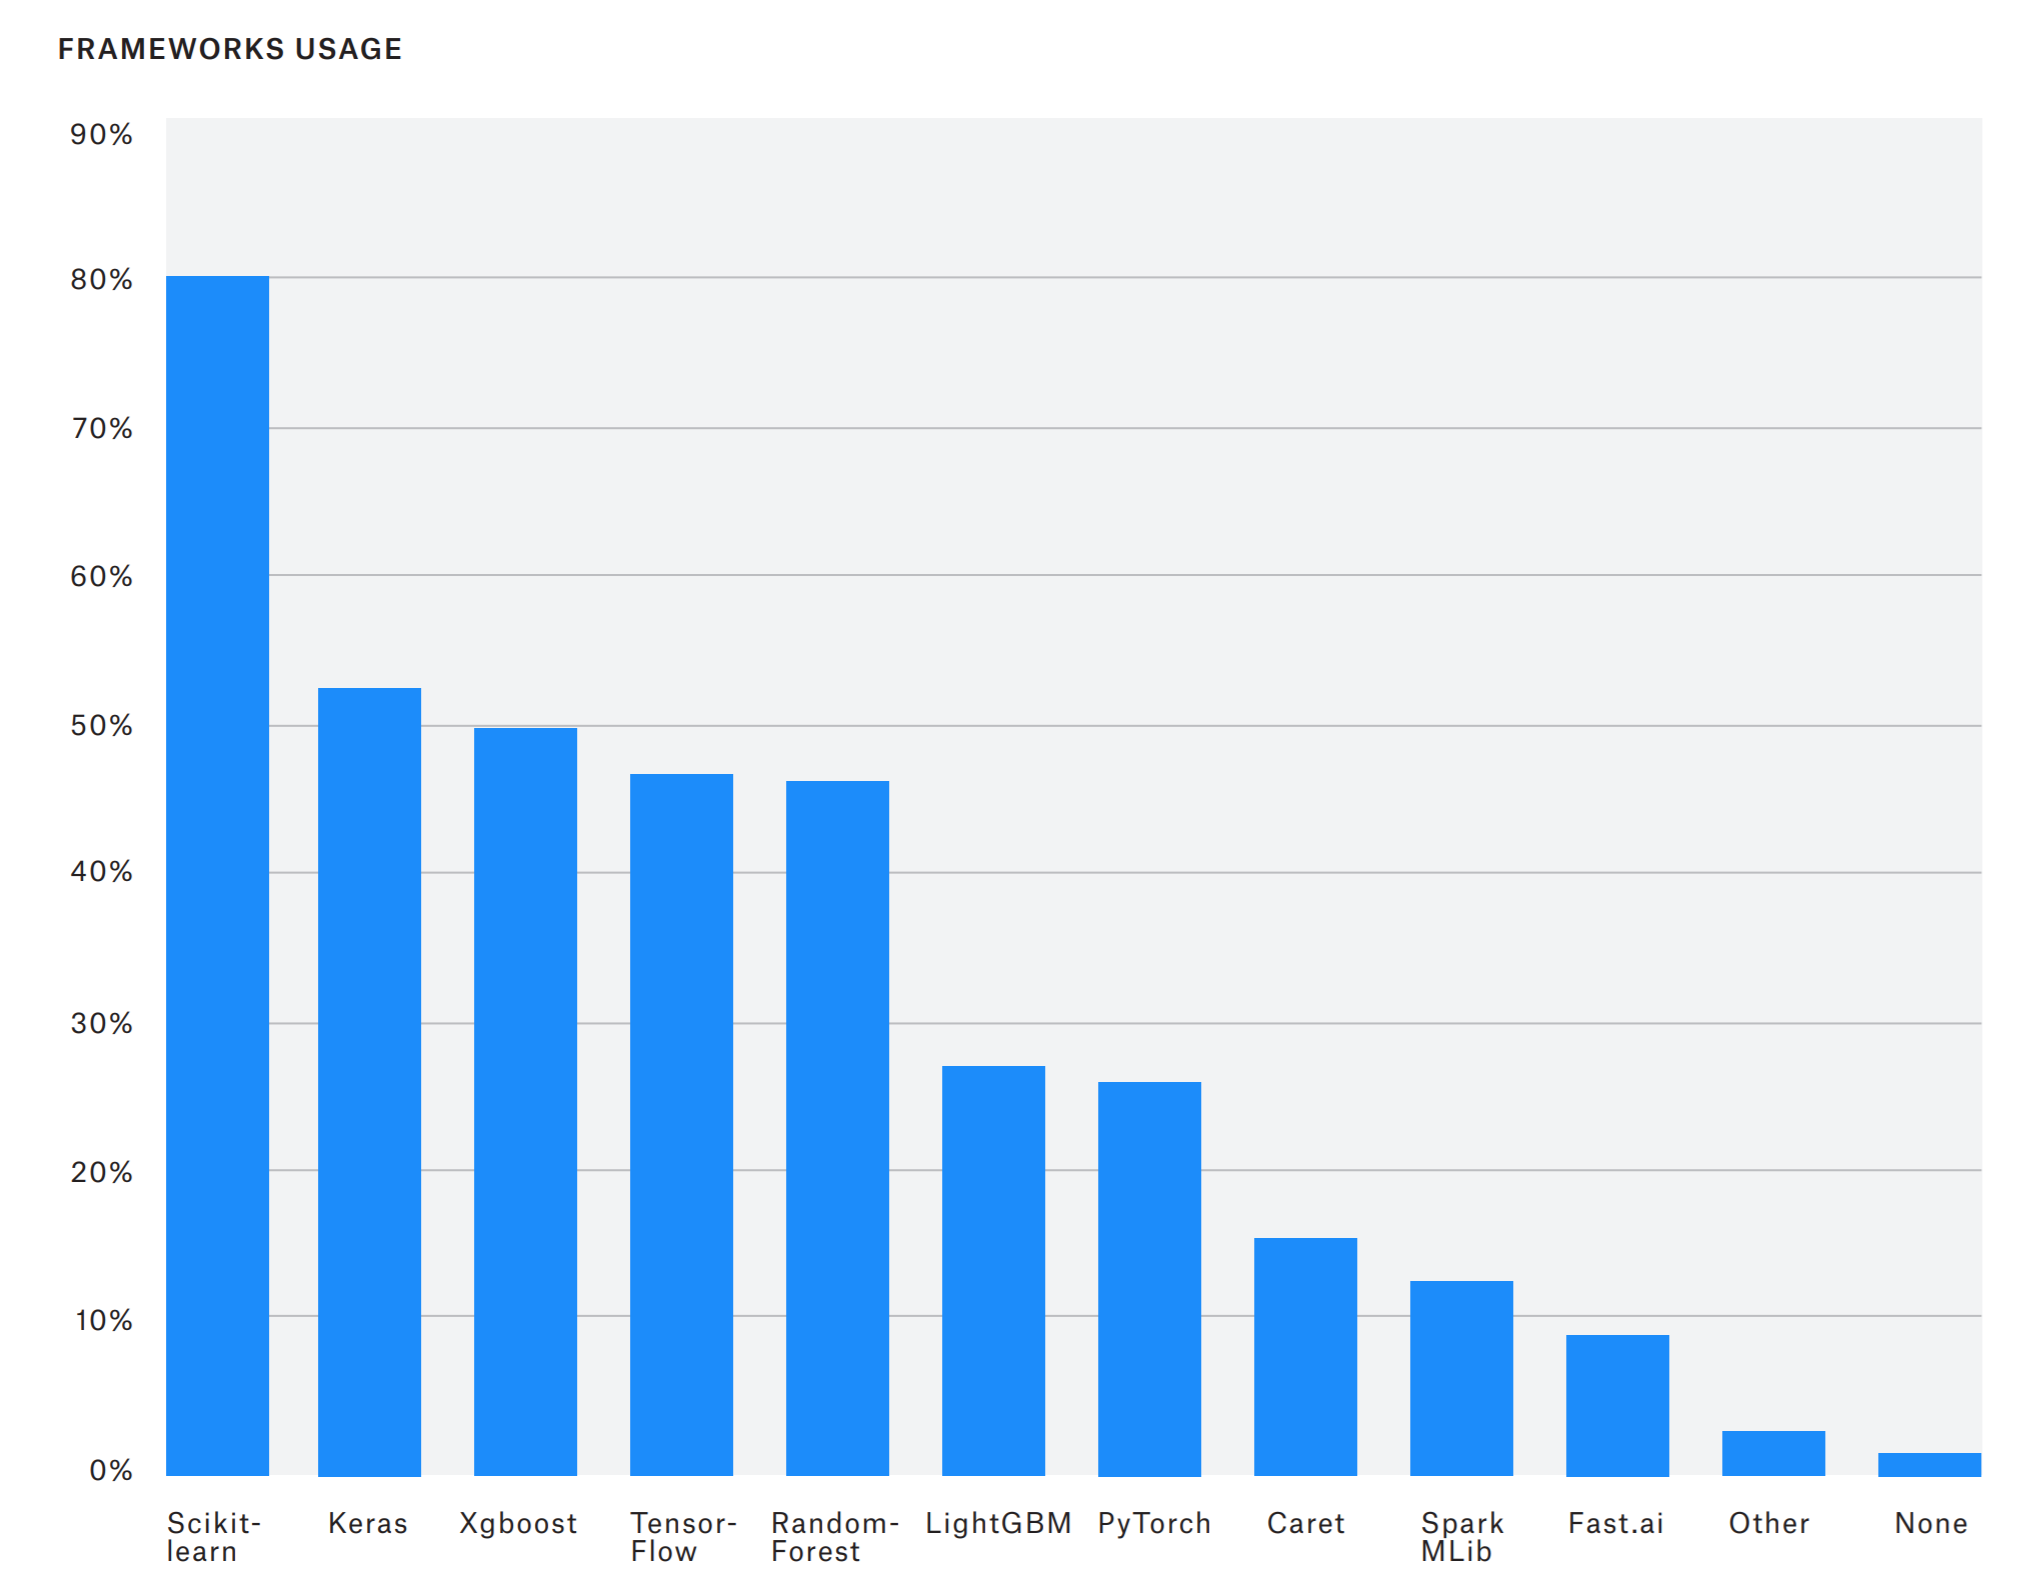 FRAMEWORKS USAGE
90%
80%
70%
60%
50%
40%
30%
20%
10%
0%
Scikit-
learn
Keras
Xgboost
Tensor-
Flow
Random-
Forest
LightGBM
PyTorch
Caret
Spark
MLib
Fast.ai
Other
None